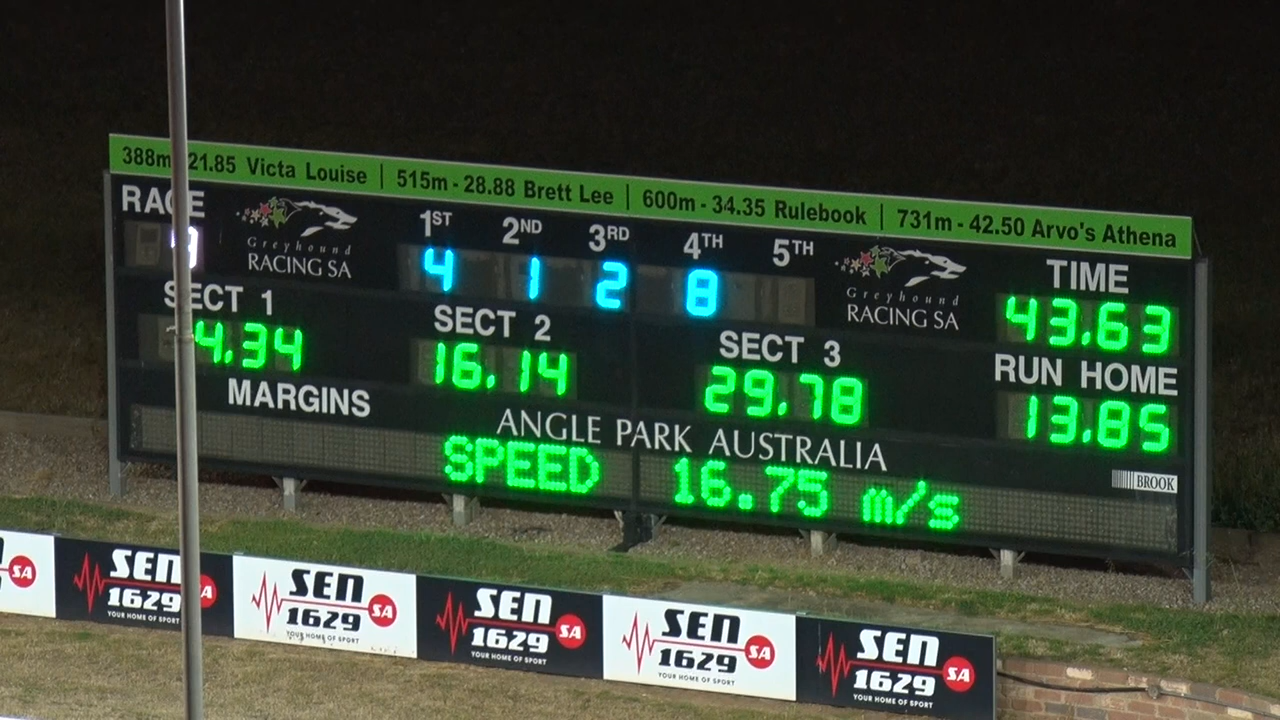 388m 21.85 Victa Louise | 515m - 28.88 Brett Lee | 600m - 34.35 Rulebook | 731m - 42.50 Arvo's Athena
RACE
Greyhound
RACING SA
1ST 2ND 3RD 4TH 5TH
4 1 2 8
Greyhound
RACING SA
TIME
43.63
SECT 1
4.34
SECT 2
16.14
SECT 3
29.78
RUN HOME
13.85
MARGINS
ANGLE PARK AUSTRALIA
SPEED 16.75 m/s
BROOK
SA
SEN
1629 SA
YOUR HOME OF SPORT
SEN
1629 SA
YOUR HOME OF SPORT
SEN
1629 SA
YOUR HOME OF SPORT
SEN
1629 SA
YOUR HOME OF SPORT
SEN
1629 SA
YOUR HOME OF SPORT